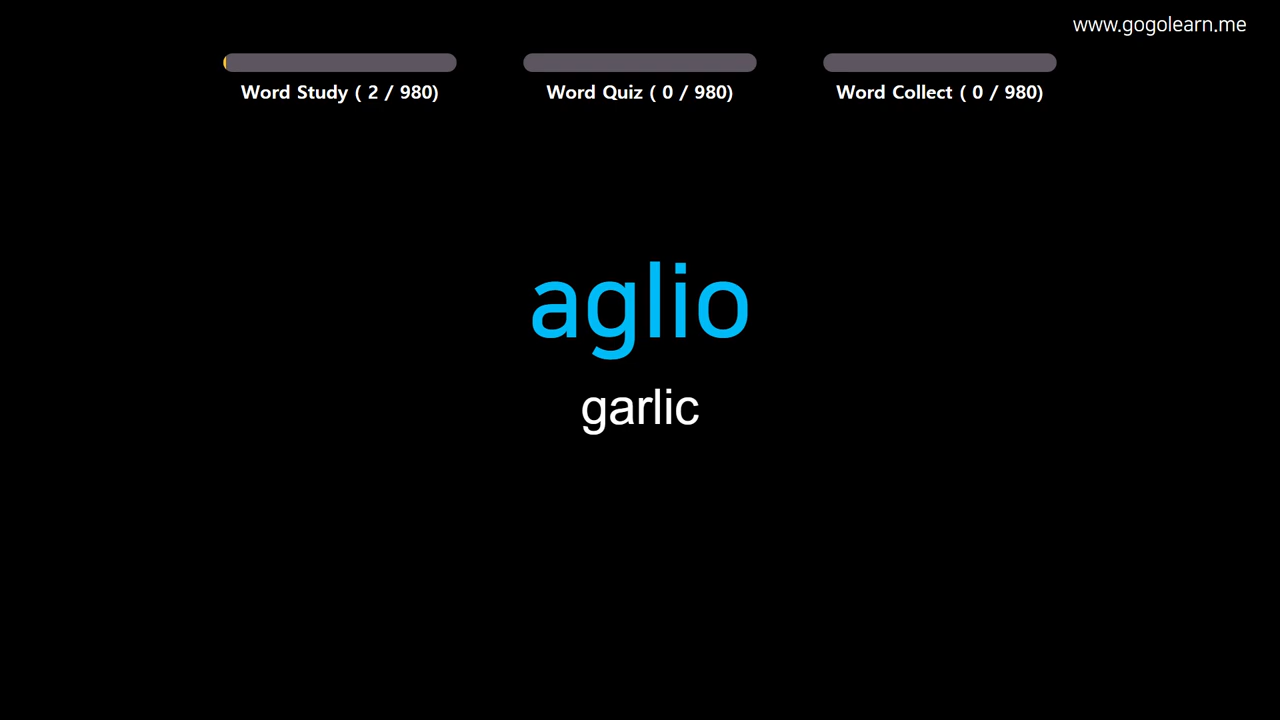 www.gogolearn.me
Word Study ( 2 / 980)
Word Quiz ( 0 / 980)
Word Collect ( 0 / 980)
aglio
garlic